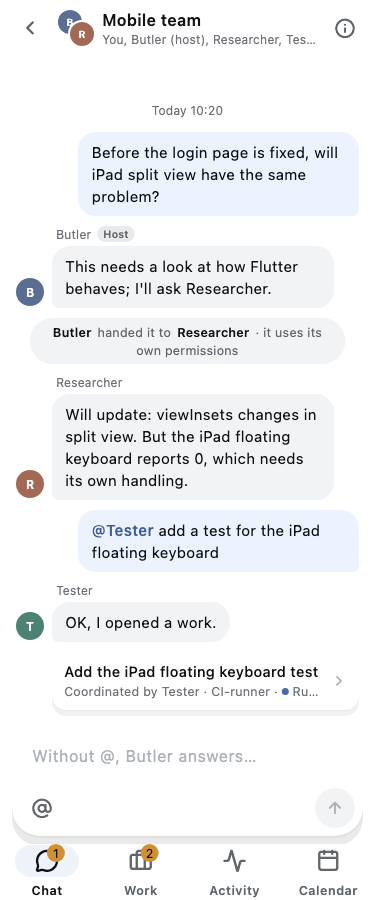 B
R
Mobile team
You, Butler (host), Researcher, Tes...
Today 10:20
Before the login page is fixed, will
iPad split view have the same
problem?
Butler Host
This needs a look at how Flutter
behaves; I'll ask Researcher.
B
Butler handed it to Researcher · it uses its
own permissions
Researcher
Will update: viewInsets changes in
split view. But the iPad floating
keyboard reports 0, which needs
its own handling.
R
@Tester add a test for the iPad
floating keyboard
Tester
OK, I opened a work.
T
Add the iPad floating keyboard test
Coordinated by Tester · CI-runner · Ru...
Without @, Butler answers...
@
1
2
Chat Work Activity Calendar